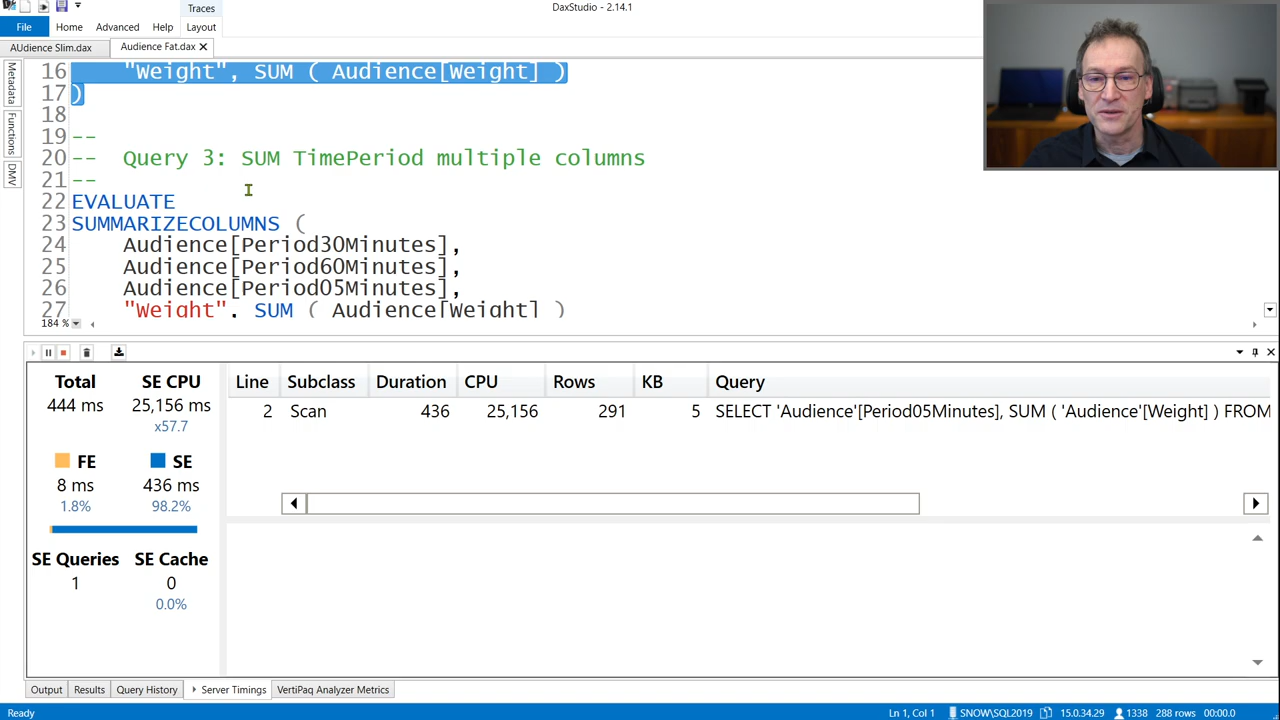 Traces
DaxStudio - 2.14.1
File Home Advanced Help Layout
AUdience Slim.dax Audience Fat.dax
Metadata
Functions
DMV
16 "Weight", SUM ( Audience[Weight] )
17 )
18
19 --
20 -- Query 3: SUM TimePeriod multiple columns
21 --
22 EVALUATE
23 SUMMARIZECOLUMNS (
24 Audience[Period30Minutes],
25 Audience[Period60Minutes],
26 Audience[Period05Minutes],
27 "Weight", SUM ( Audience[Weight] )
184 %
Total SE CPU
444 ms 25,156 ms
x57.7
FE SE
8 ms 436 ms
1.8% 98.2%
SE Queries SE Cache
1 0
0.0%
Line Subclass Duration CPU Rows KB Query
2 Scan 436 25,156 291 5 SELECT 'Audience'[Period05Minutes], SUM ( 'Audience'[Weight] ) FROM
Output Results Query History Server Timings VertiPaq Analyzer Metrics
Ready Ln 1, Col 1 SNOW\SQL2019 15.0.34.29 1338 288 rows 00:00.0